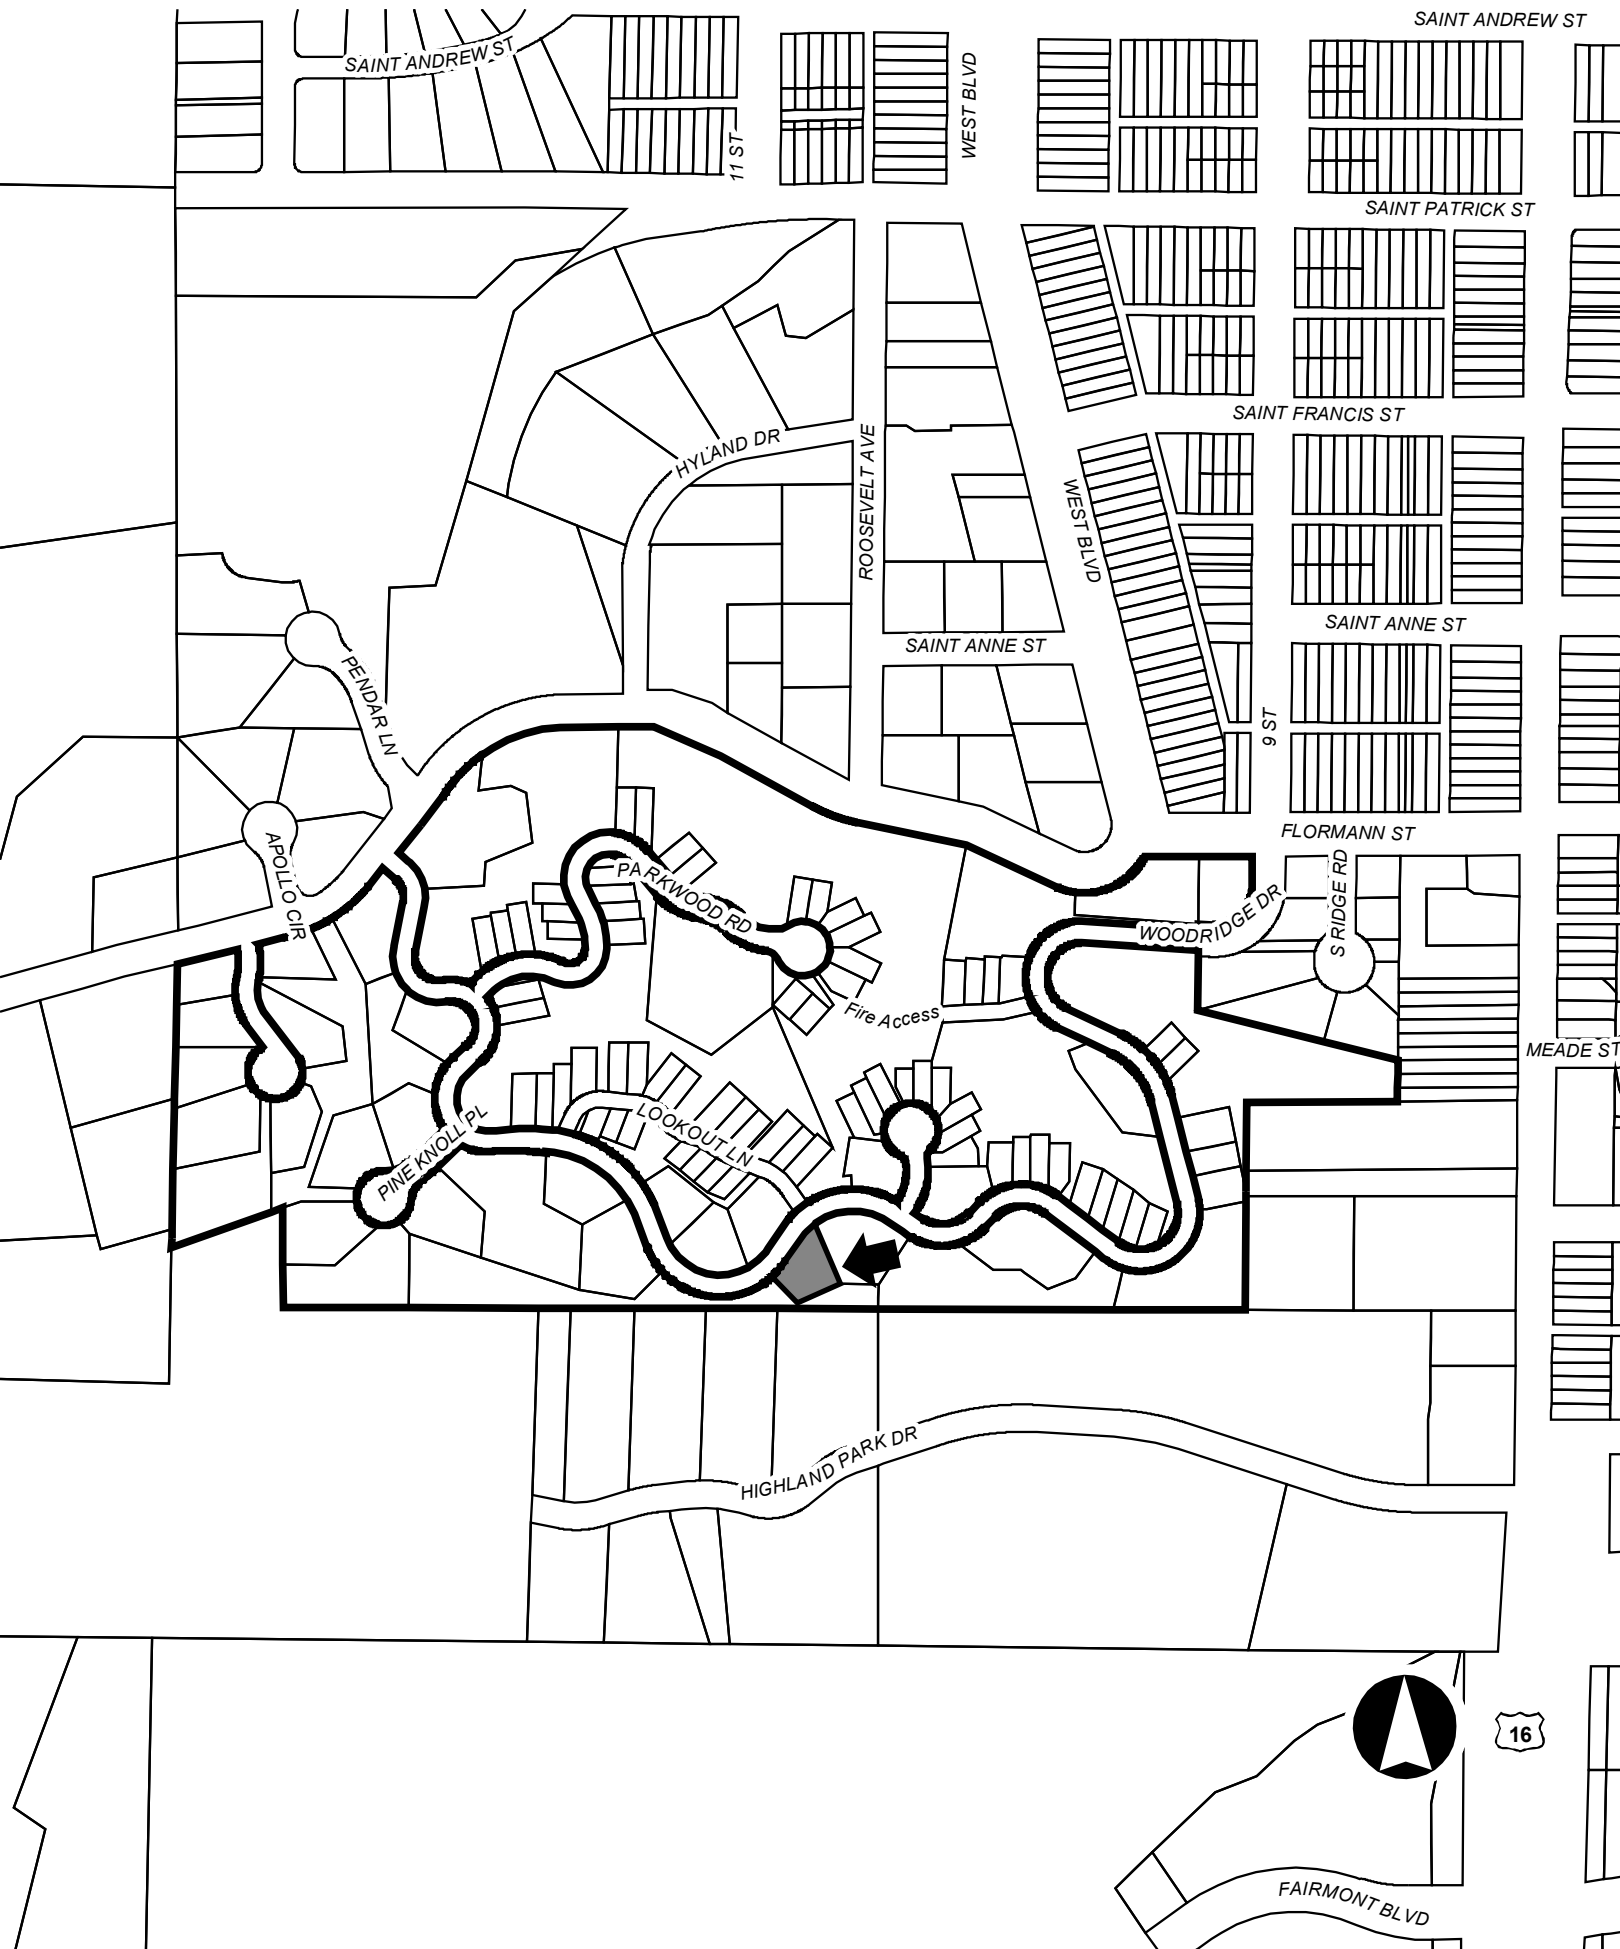 SAINT ANDREW ST
SAINT ANDREW ST
WEST BLVD
11 ST
SAINT PATRICK ST
SAINT FRANCIS ST
HYLAND DR
ROOSEVELT AVE
WEST BLVD
SAINT ANNE ST
SAINT ANNE ST
PENDAR LN
9 ST
FLORMANN ST
APOLLO CIR
PARKWOOD RD
WOODRIDGE DR
S RIDGE RD
Fire Access
MEADE ST
LOOKOUT LN
PINE KNOLL PL
HIGHLAND PARK DR
16
FAIRMONT BLVD